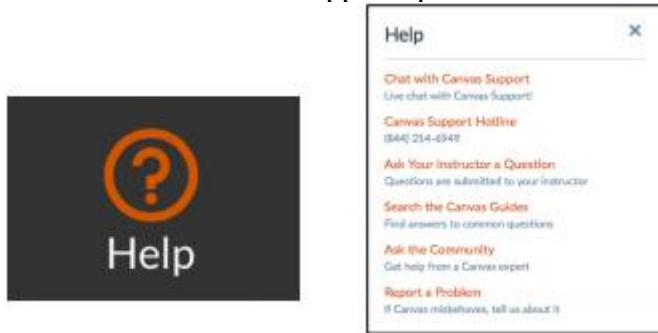 Help
Help
Chat with Canvas Support
Live chat with Canvas Support!
Canvas Support Hotline
(844) 214-6949
Ask Your Instructor a Question
Questions are submitted to your instructor
Search the Canvas Guides
Find answers to common questions
Ask the Community
Get help from a Canvas expert
Report a Problem
If Canvas misbehaves, tell us about it